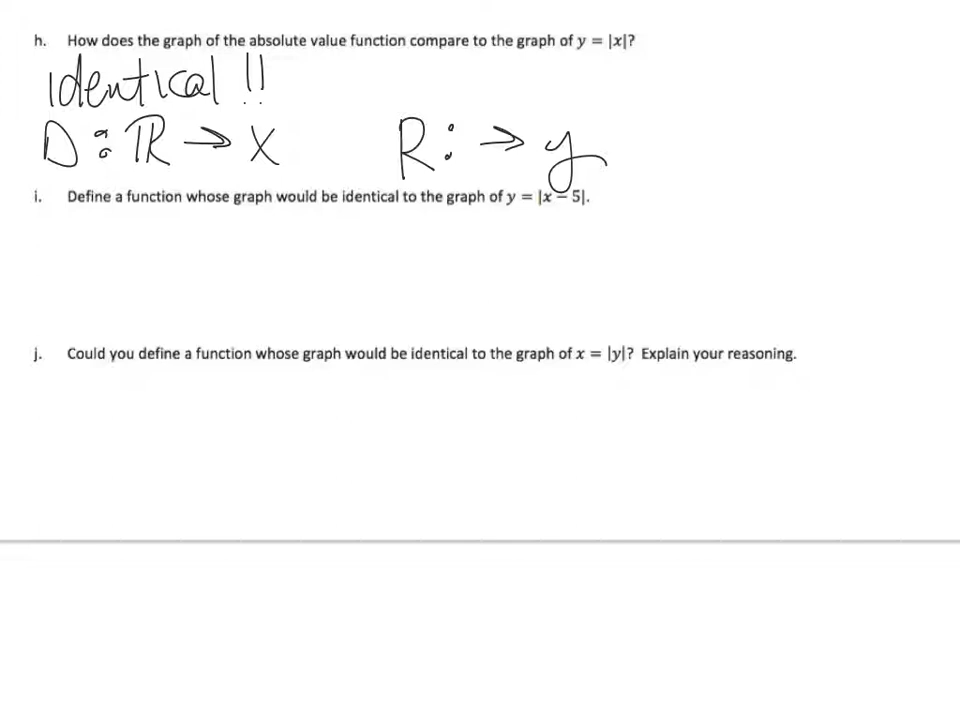 h. How does the graph of the absolute value function compare to the graph of y = |x|?
Identical !!
D: ℝ → X R: → y
i. Define a function whose graph would be identical to the graph of y = |x − 5|.
j. Could you define a function whose graph would be identical to the graph of x = |y|? Explain your reasoning.